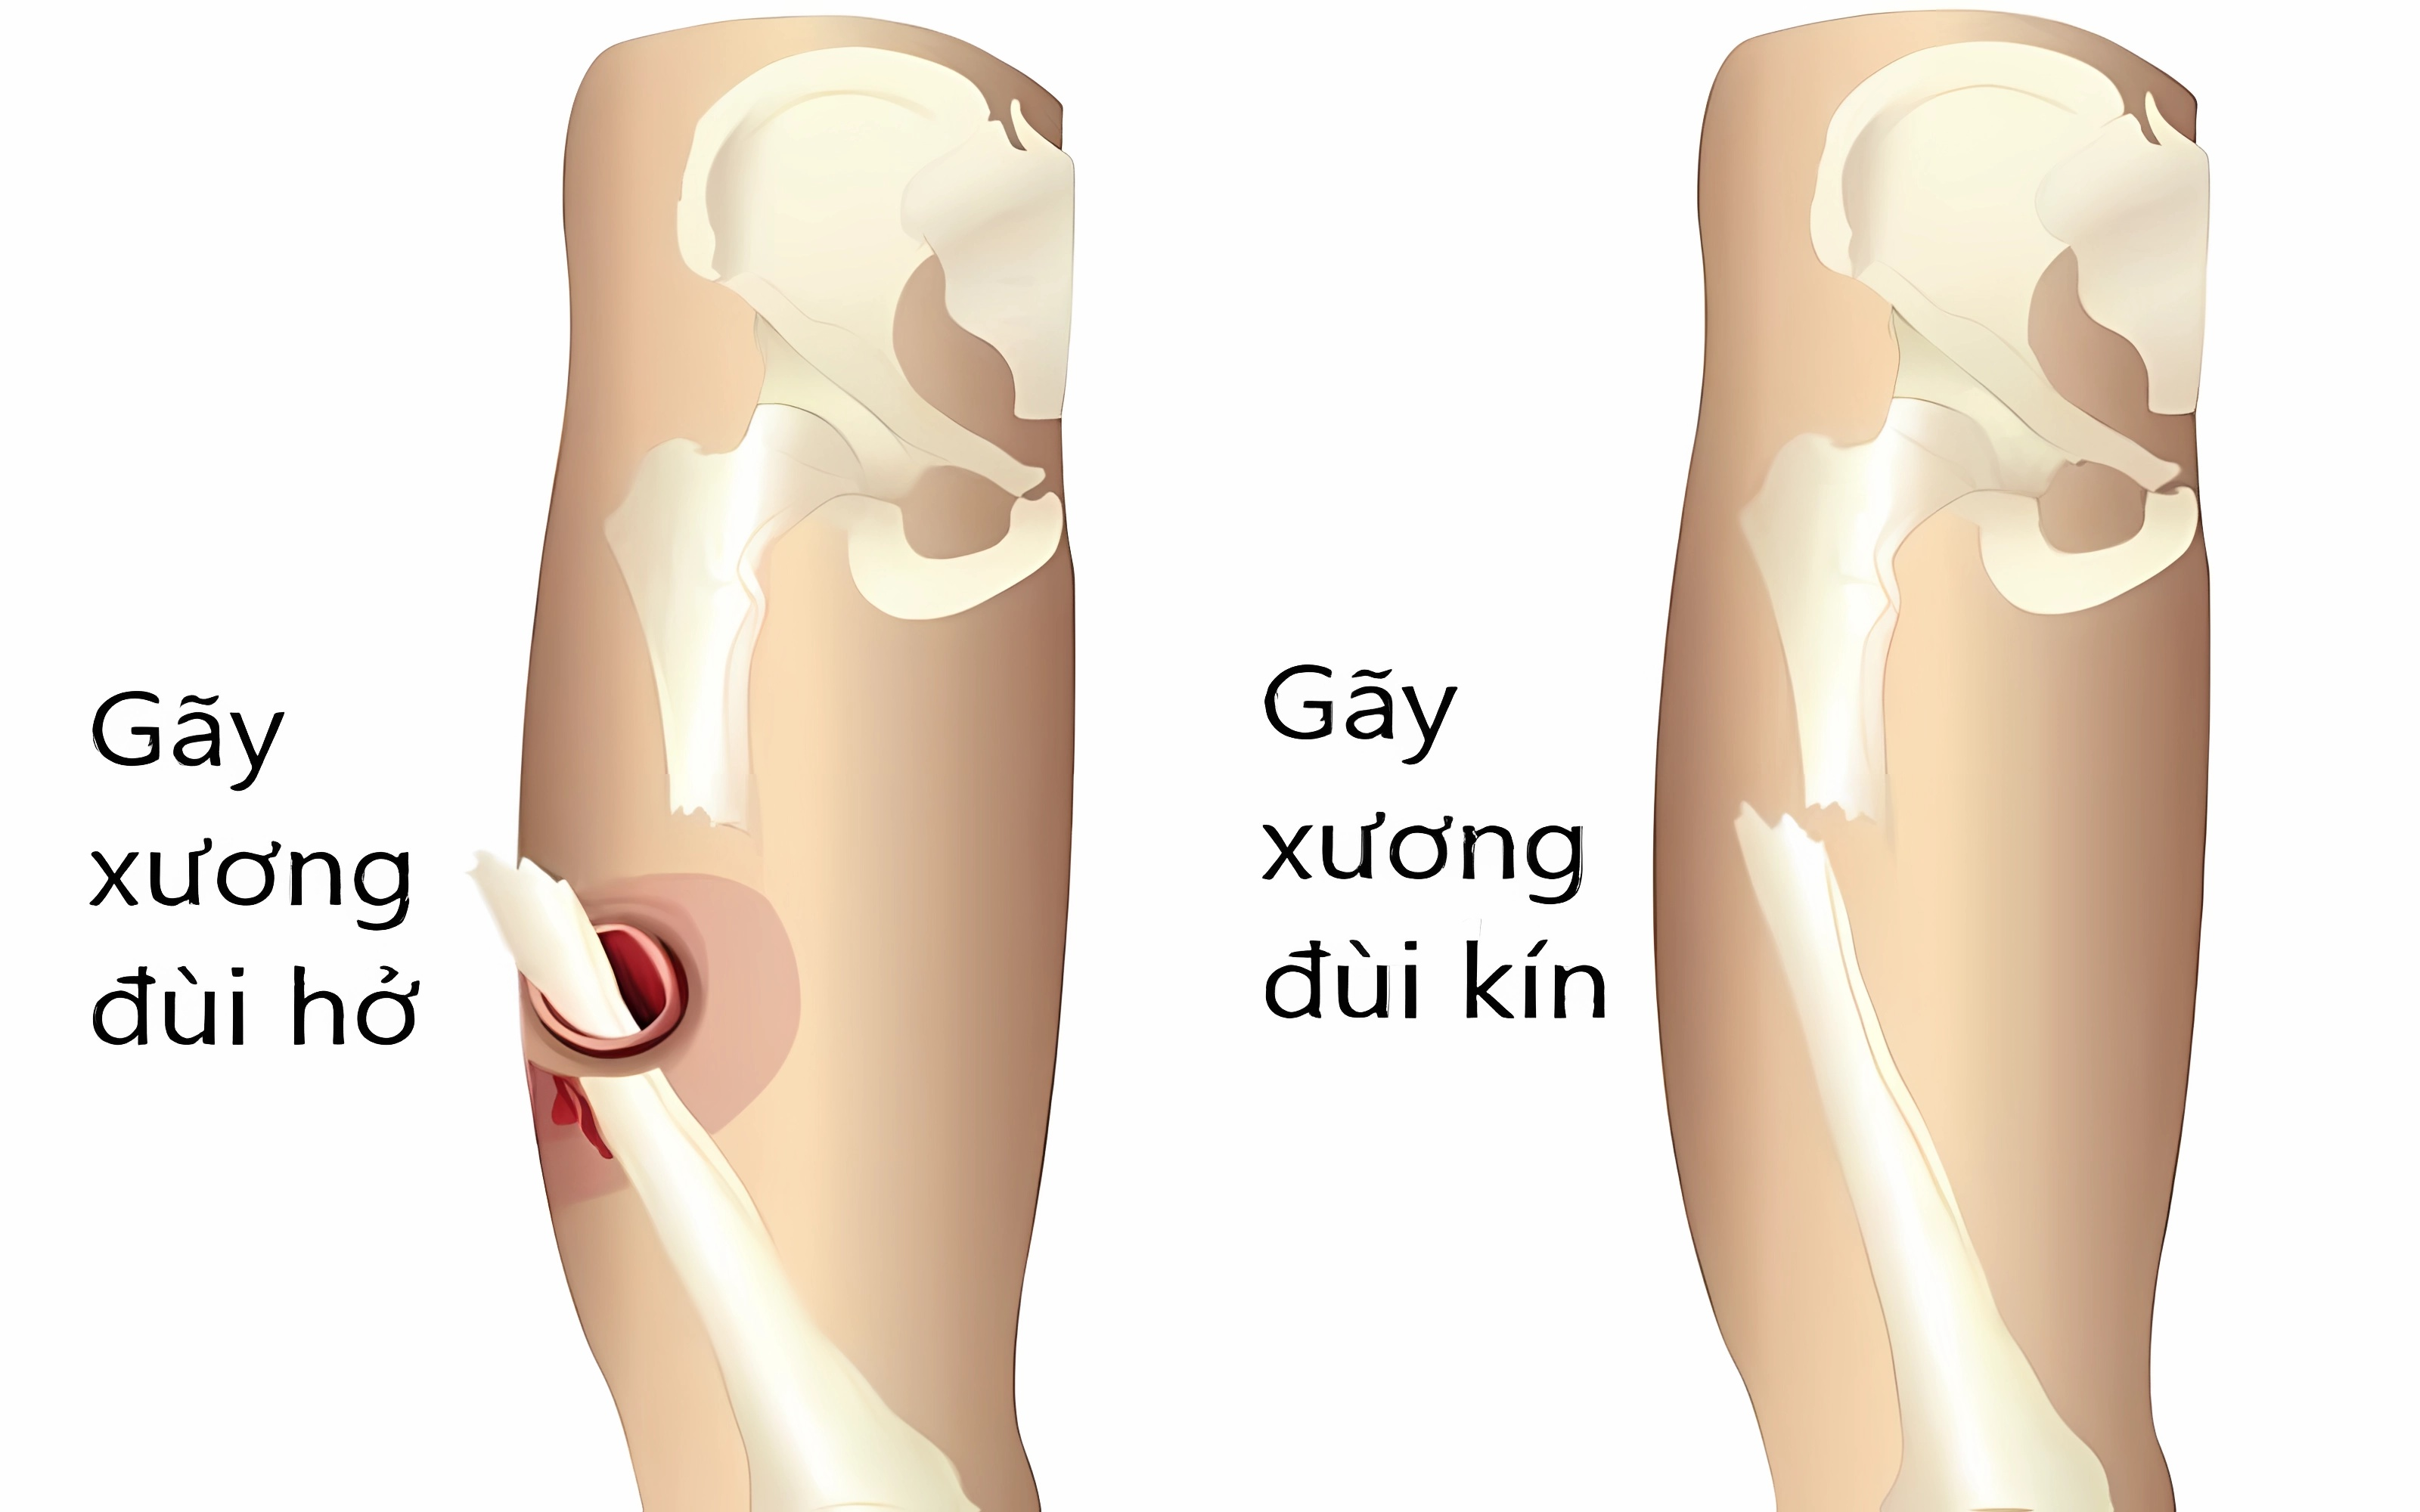 Gãy
xương
đùi hở
Gãy
xương
đùi kín